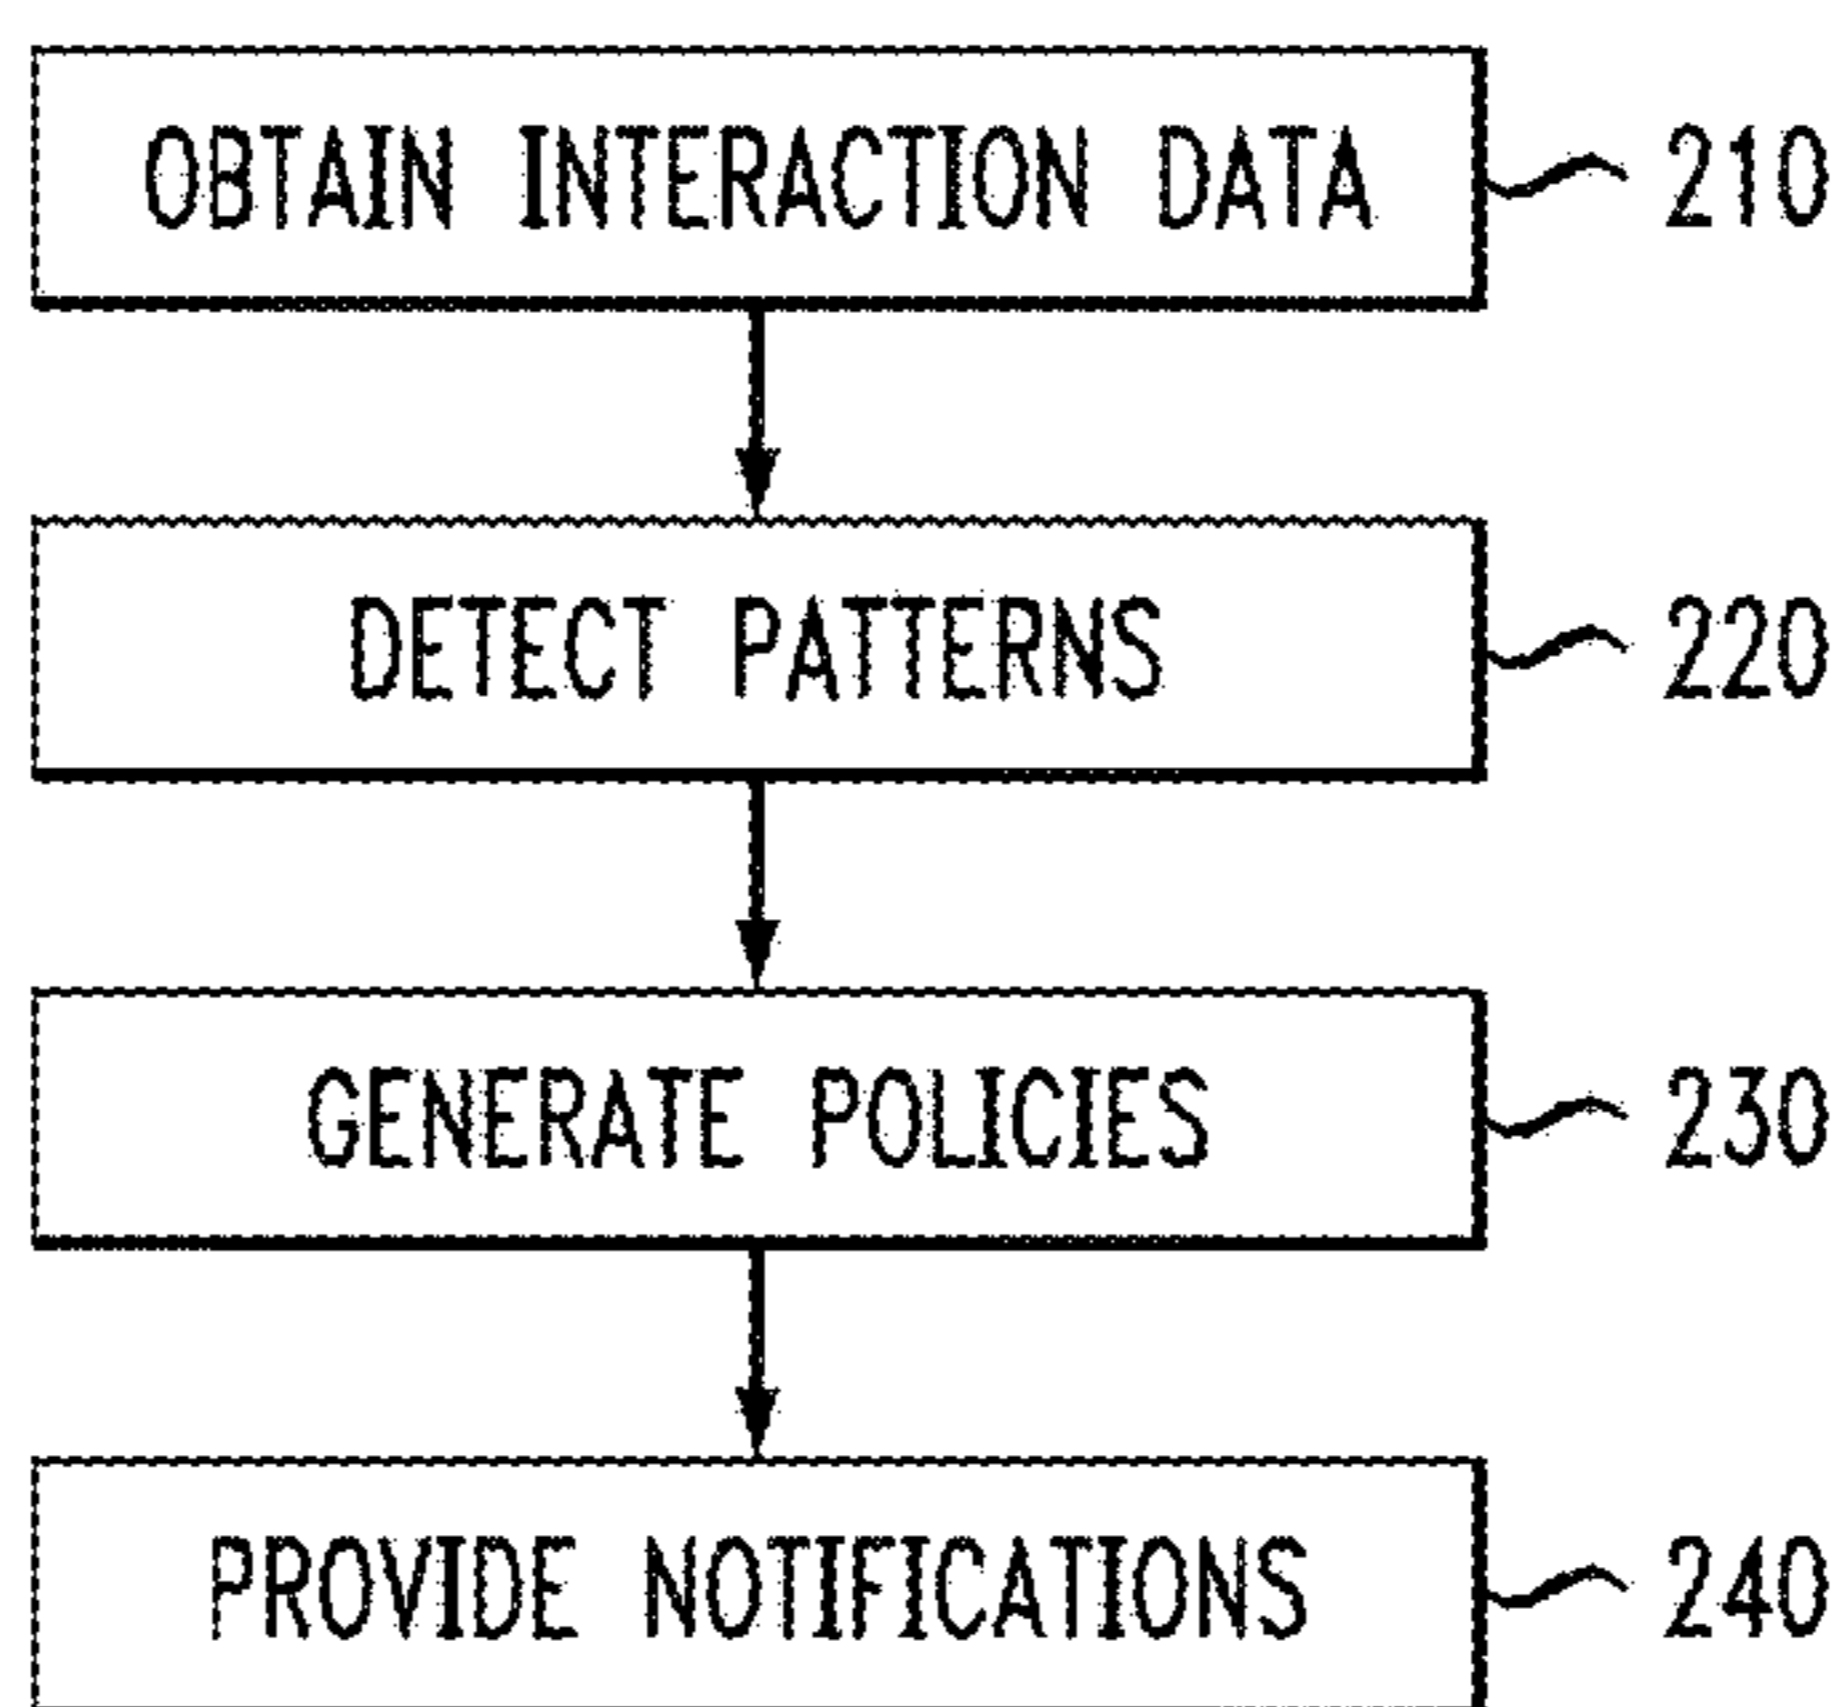 OBTAIN INTERACTION DATA 210
DETECT PATTERNS 220
GENERATE POLICIES 230
PROVIDE NOTIFICATIONS 240